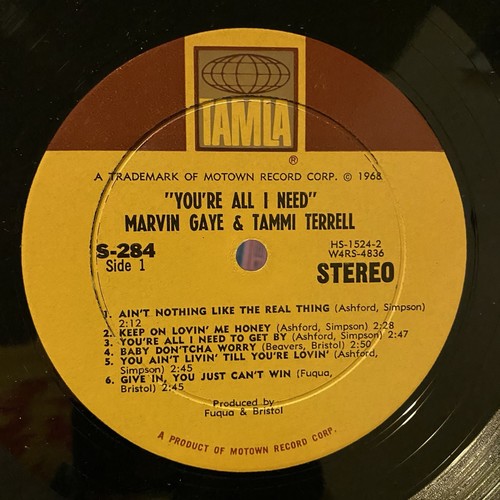 TAMLA
®
A TRADEMARK OF MOTOWN RECORD CORP. © 1968
"YOU'RE ALL I NEED"
MARVIN GAYE & TAMMI TERRELL
S-284
Side 1
HS-1524-2
W4RS-4836
STEREO
1. AIN'T NOTHING LIKE THE REAL THING (Ashford, Simpson)
2:12
2. KEEP ON LOVIN' ME HONEY (Ashford, Simpson) 2:28
3. YOU'RE ALL I NEED TO GET BY (Ashford, Simpson) 2:47
4. BABY DON'TCHA WORRY (Beavers, Bristol) 2:50
5. YOU AIN'T LIVIN' TILL YOU'RE LOVIN' (Ashford,
Simpson) 2:45
6. GIVE IN, YOU JUST CAN'T WIN (Fuqua,
Bristol) 2:45
Produced by
Fuqua & Bristol
A PRODUCT OF MOTOWN RECORD CORP.